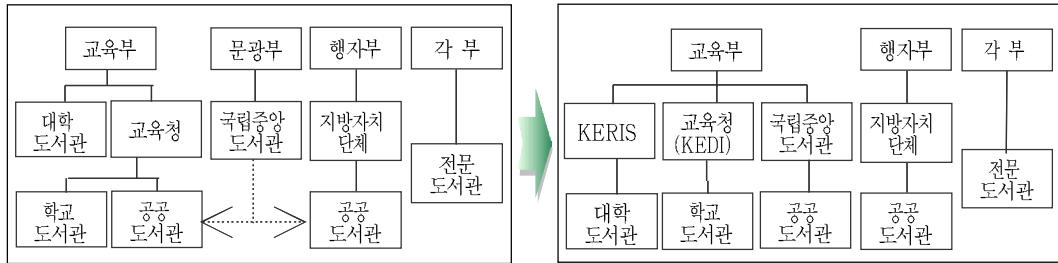 교육부
문광부
행자부
각 부
대학
도서관
교육청
국립중앙
도서관
지방자치
단체
전문
도서관
학교
도서관
공공
도서관
공공
도서관
교육부
행자부
각 부
KERIS
교육청
(KEDI)
국립중앙
도서관
지방자치
단체
전문
도서관
대학
도서관
학교
도서관
공공
도서관
공공
도서관